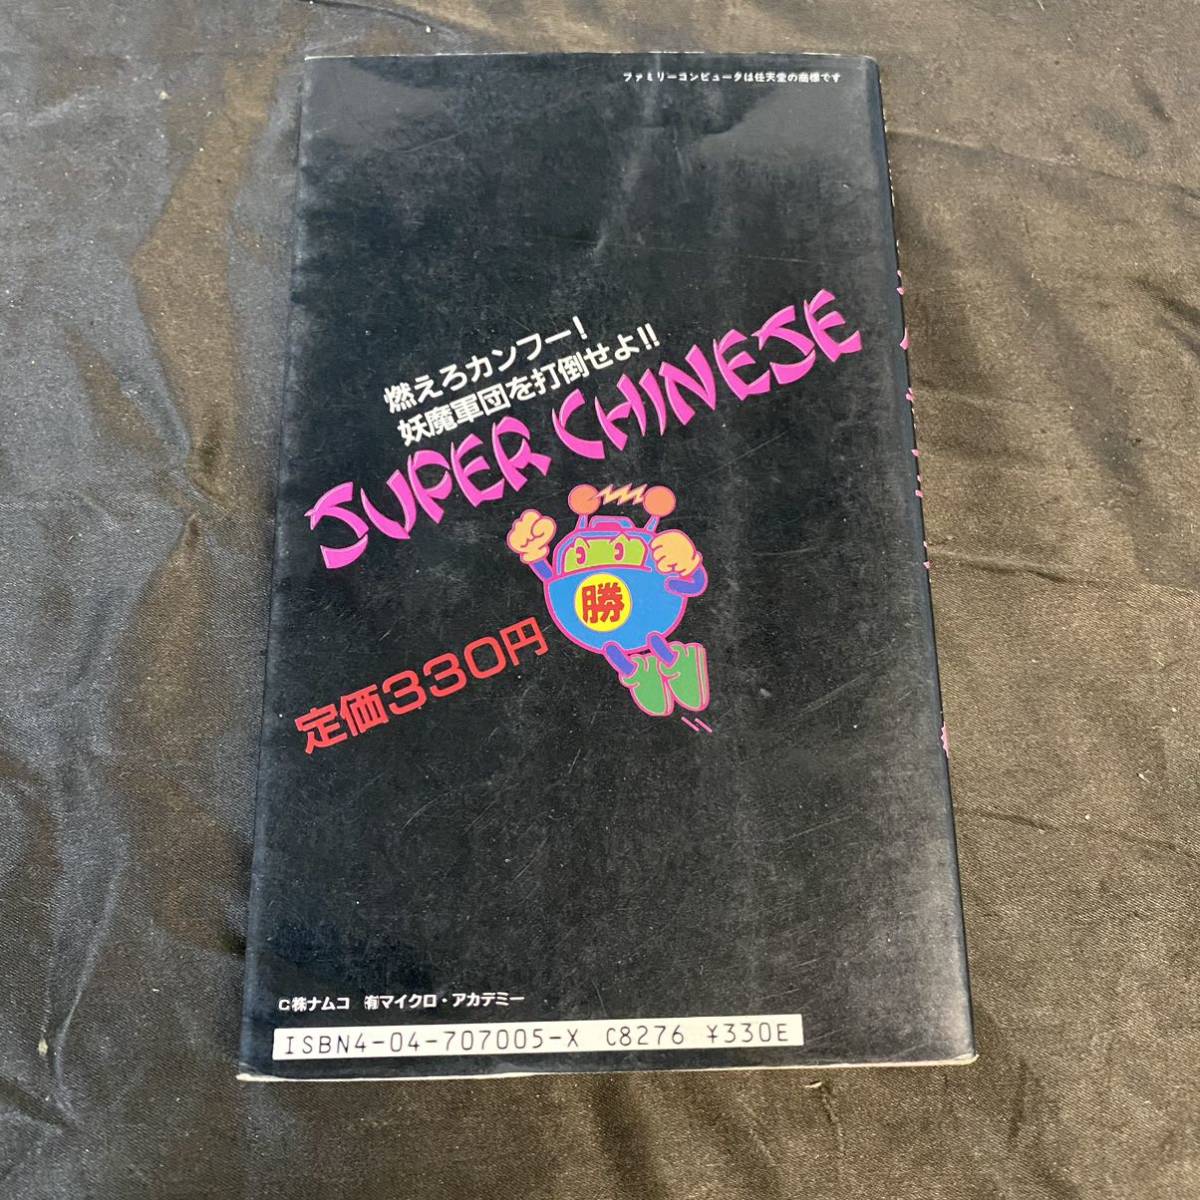 ファミリーコンピュータは任天堂の商標です
燃えろカンフー!
妖魔軍団を打倒せよ!!
SUPER CHINESE
勝
定価330円
C株ナムコ 有マイクロ・アカデミー
ISBN4-04-707005-X C8276 ¥330E